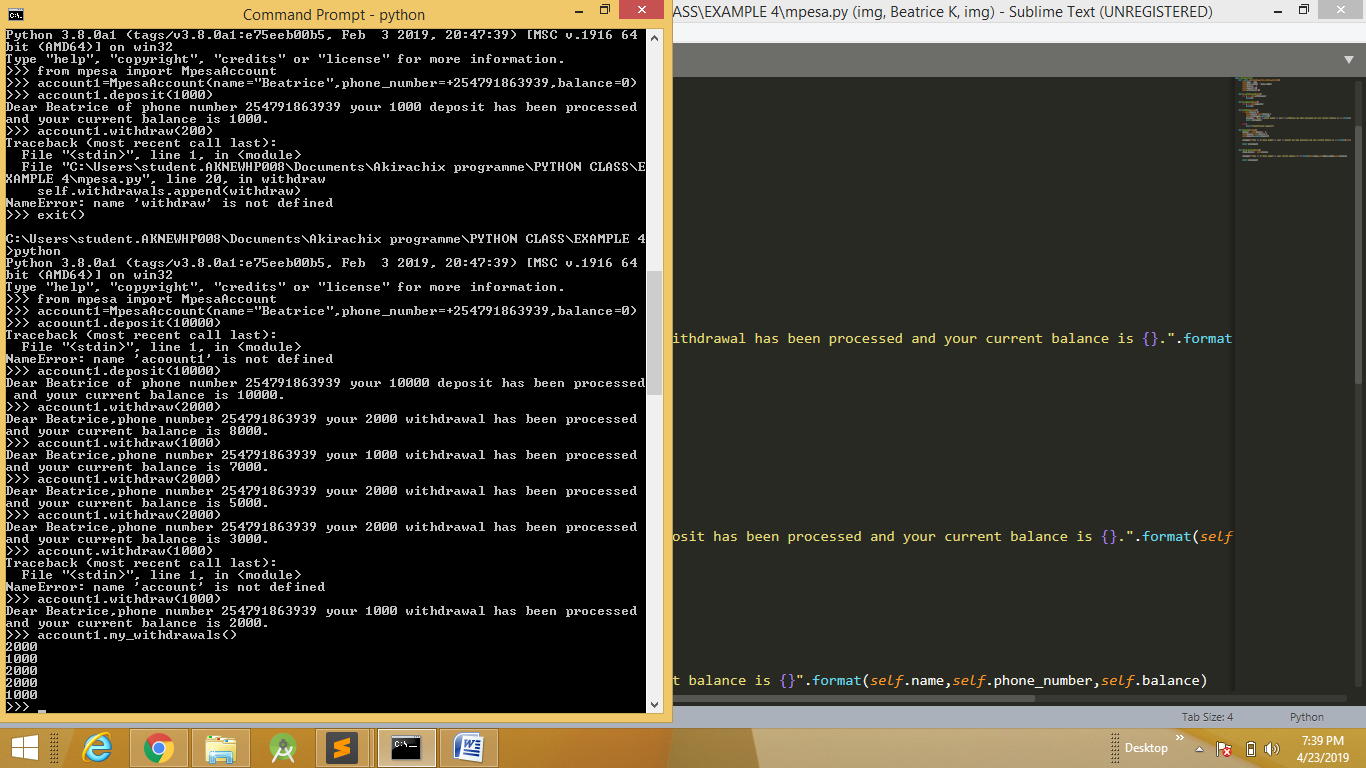 Command Prompt - python
Python 3.8.0a1 (tags/v3.8.0a1:e75eeb00b5, Feb  3 2019, 20:47:39) [MSC v.1916 64
bit (AMD64)] on win32
Type "help", "copyright", "credits" or "license" for more information.
>>> from mpesa import MpesaAccount
>>> account1=MpesaAccount(name="Beatrice",phone_number=+254791863939,balance=0)
>>> account1.deposit(1000)
Dear Beatrice of phone number 254791863939 your 1000 deposit has been processed
and your current balance is 1000.
>>> account1.withdraw(200)
Traceback (most recent call last):
  File "<stdin>", line 1, in <module>
  File "C:\Users\student.AKNEWHP008\Documents\Akirachix programme\PYTHON CLASS\E
XAMPLE 4\mpesa.py", line 20, in withdraw
    self.withdrawals.append(withdraw)
NameError: name 'withdraw' is not defined
>>> exit()
C:\Users\student.AKNEWHP008\Documents\Akirachix programme\PYTHON CLASS\EXAMPLE 4
>python
Python 3.8.0a1 (tags/v3.8.0a1:e75eeb00b5, Feb  3 2019, 20:47:39) [MSC v.1916 64
bit (AMD64)] on win32
Type "help", "copyright", "credits" or "license" for more information.
>>> from mpesa import MpesaAccount
>>> account1=MpesaAccount(name="Beatrice",phone_number=+254791863939,balance=0)
>>> acoount1.deposit(10000)
Traceback (most recent call last):
  File "<stdin>", line 1, in <module>
NameError: name 'acoount1' is not defined
>>> account1.deposit(10000)
Dear Beatrice of phone number 254791863939 your 10000 deposit has been processed
 and your current balance is 10000.
>>> account1.withdraw(2000)
Dear Beatrice,phone number 254791863939 your 2000 withdrawal has been processed
and your current balance is 8000.
>>> account1.withdraw(1000)
Dear Beatrice,phone number 254791863939 your 1000 withdrawal has been processed
and your current balance is 7000.
>>> account1.withdraw(2000)
Dear Beatrice,phone number 254791863939 your 2000 withdrawal has been processed
and your current balance is 5000.
>>> account1.withdraw(2000)
Dear Beatrice,phone number 254791863939 your 2000 withdrawal has been processed
and your current balance is 3000.
>>> account.withdraw(1000)
Traceback (most recent call last):
  File "<stdin>", line 1, in <module>
NameError: name 'account' is not defined
>>> account1.withdraw(1000)
Dear Beatrice,phone number 254791863939 your 1000 withdrawal has been processed
and your current balance is 2000.
>>> account1.my_withdrawals()
2000
1000
2000
2000
1000
>>> _
ASS\EXAMPLE 4\mpesa.py (img, Beatrice K, img) - Sublime Text (UNREGISTERED)
ithdrawal has been processed and your current balance is {}.".format
osit has been processed and your current balance is {}.".format(self
t balance is {}".format(self.name,self.phone_number,self.balance)
Tab Size: 4
Python
Desktop
7:39 PM
4/23/2019